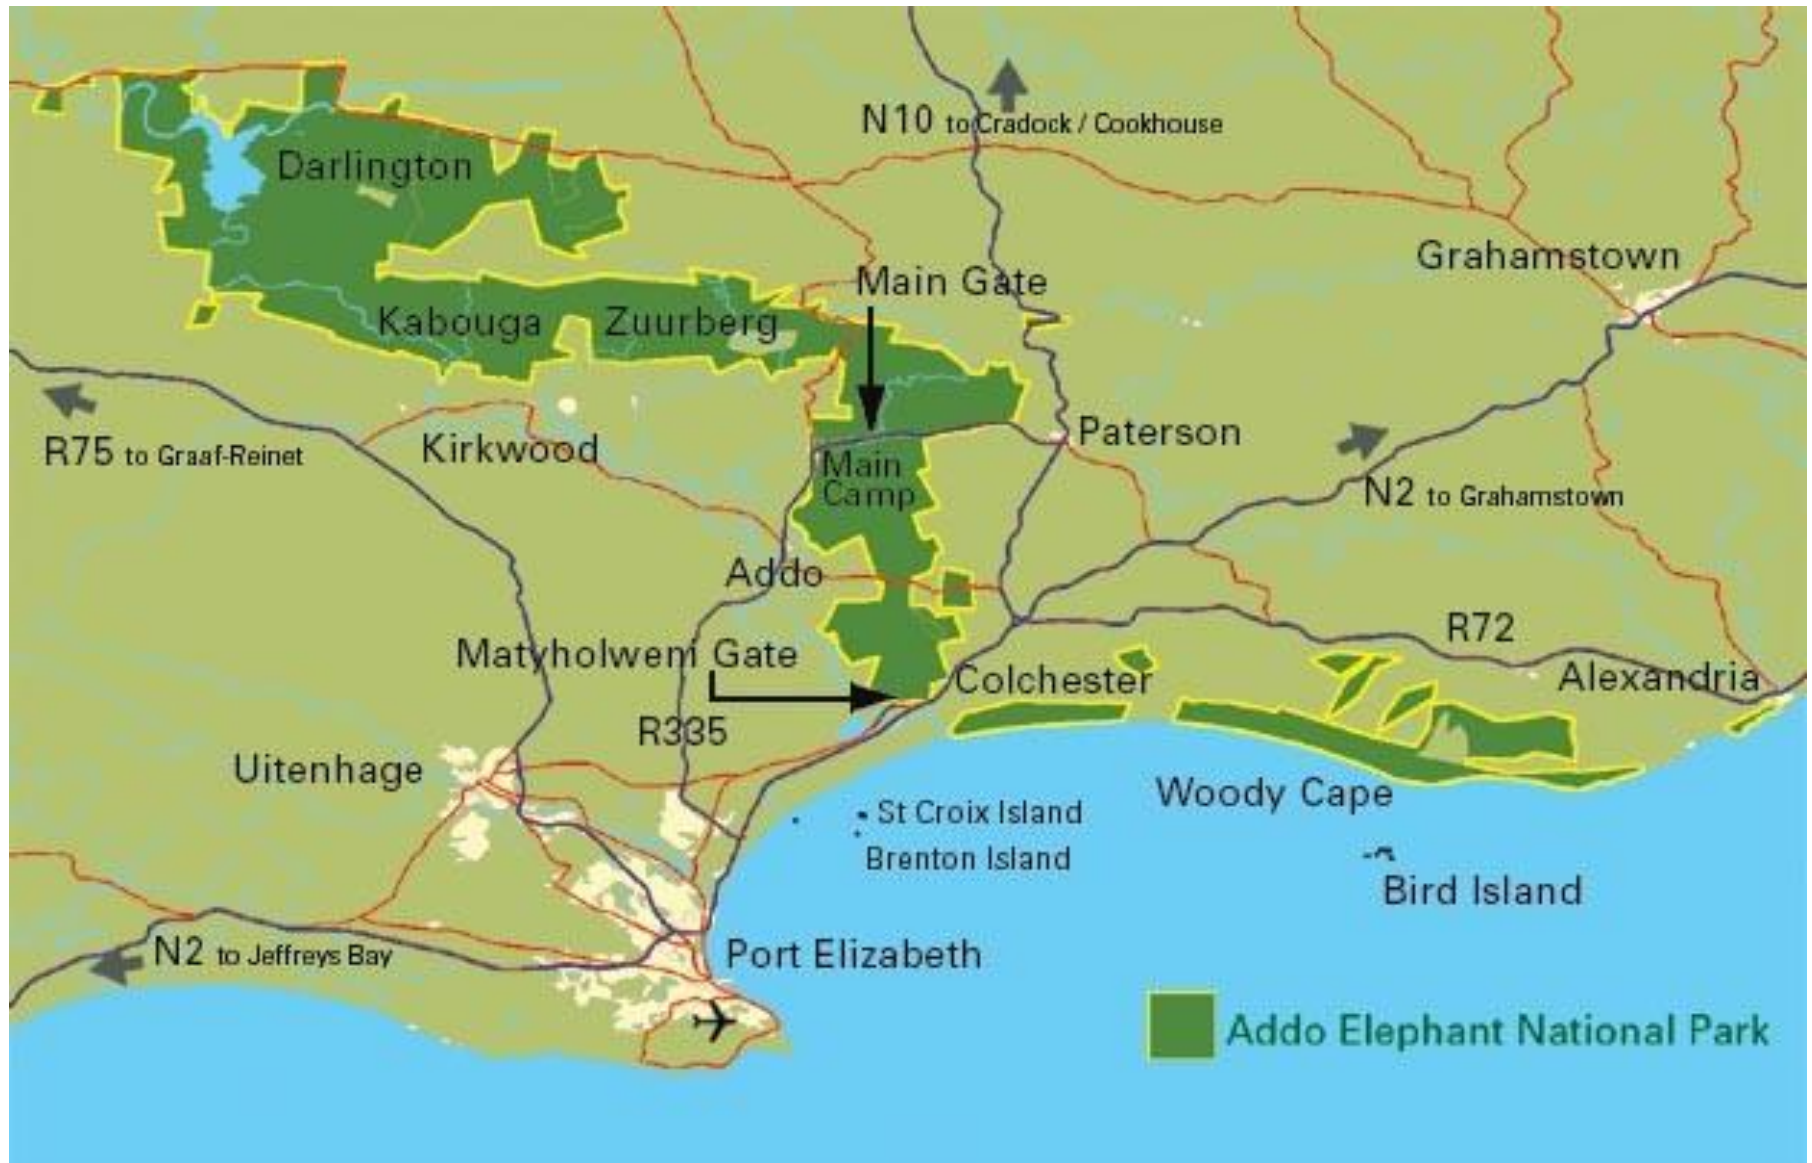 N10 to Cradock / Cookhouse
Darlington
Grahamstown
Main Gate
Kabouga
Zuurberg
Paterson
R75 to Graaf-Reinet
Kirkwood
Main
Camp
N2 to Grahamstown
Addo
R72
Matyholweni Gate
Colchester
Alexandria
R335
Uitenhage
Woody Cape
St Croix Island
Brenton Island
Bird Island
N2 to Jeffreys Bay
Port Elizabeth
Addo Elephant National Park